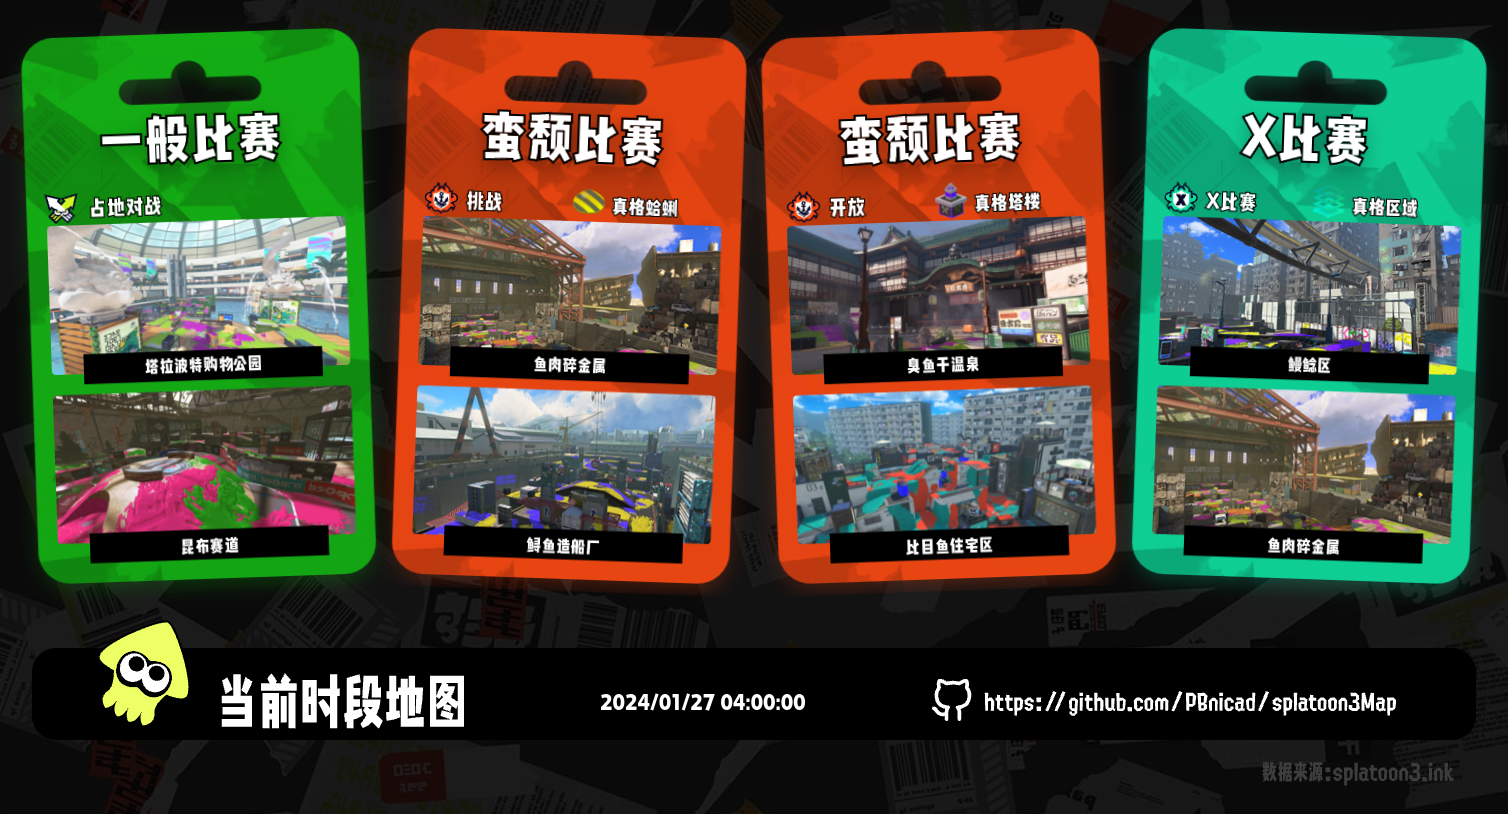 一般比赛
占地对战
塔拉波特购物公园
昆布赛道
蛮颓比赛
挑战
真格蛤蜊
鱼肉碎金属
鲟鱼造船厂
蛮颓比赛
开放
真格塔楼
臭鱼干温泉
比目鱼住宅区
X比赛
X比赛
真格区域
鳗鲶区
鱼肉碎金属
当前时段地图
2024/01/27 04:00:00
https://github.com/PBnicad/splatoon3Map
数据来源:splatoon3.ink